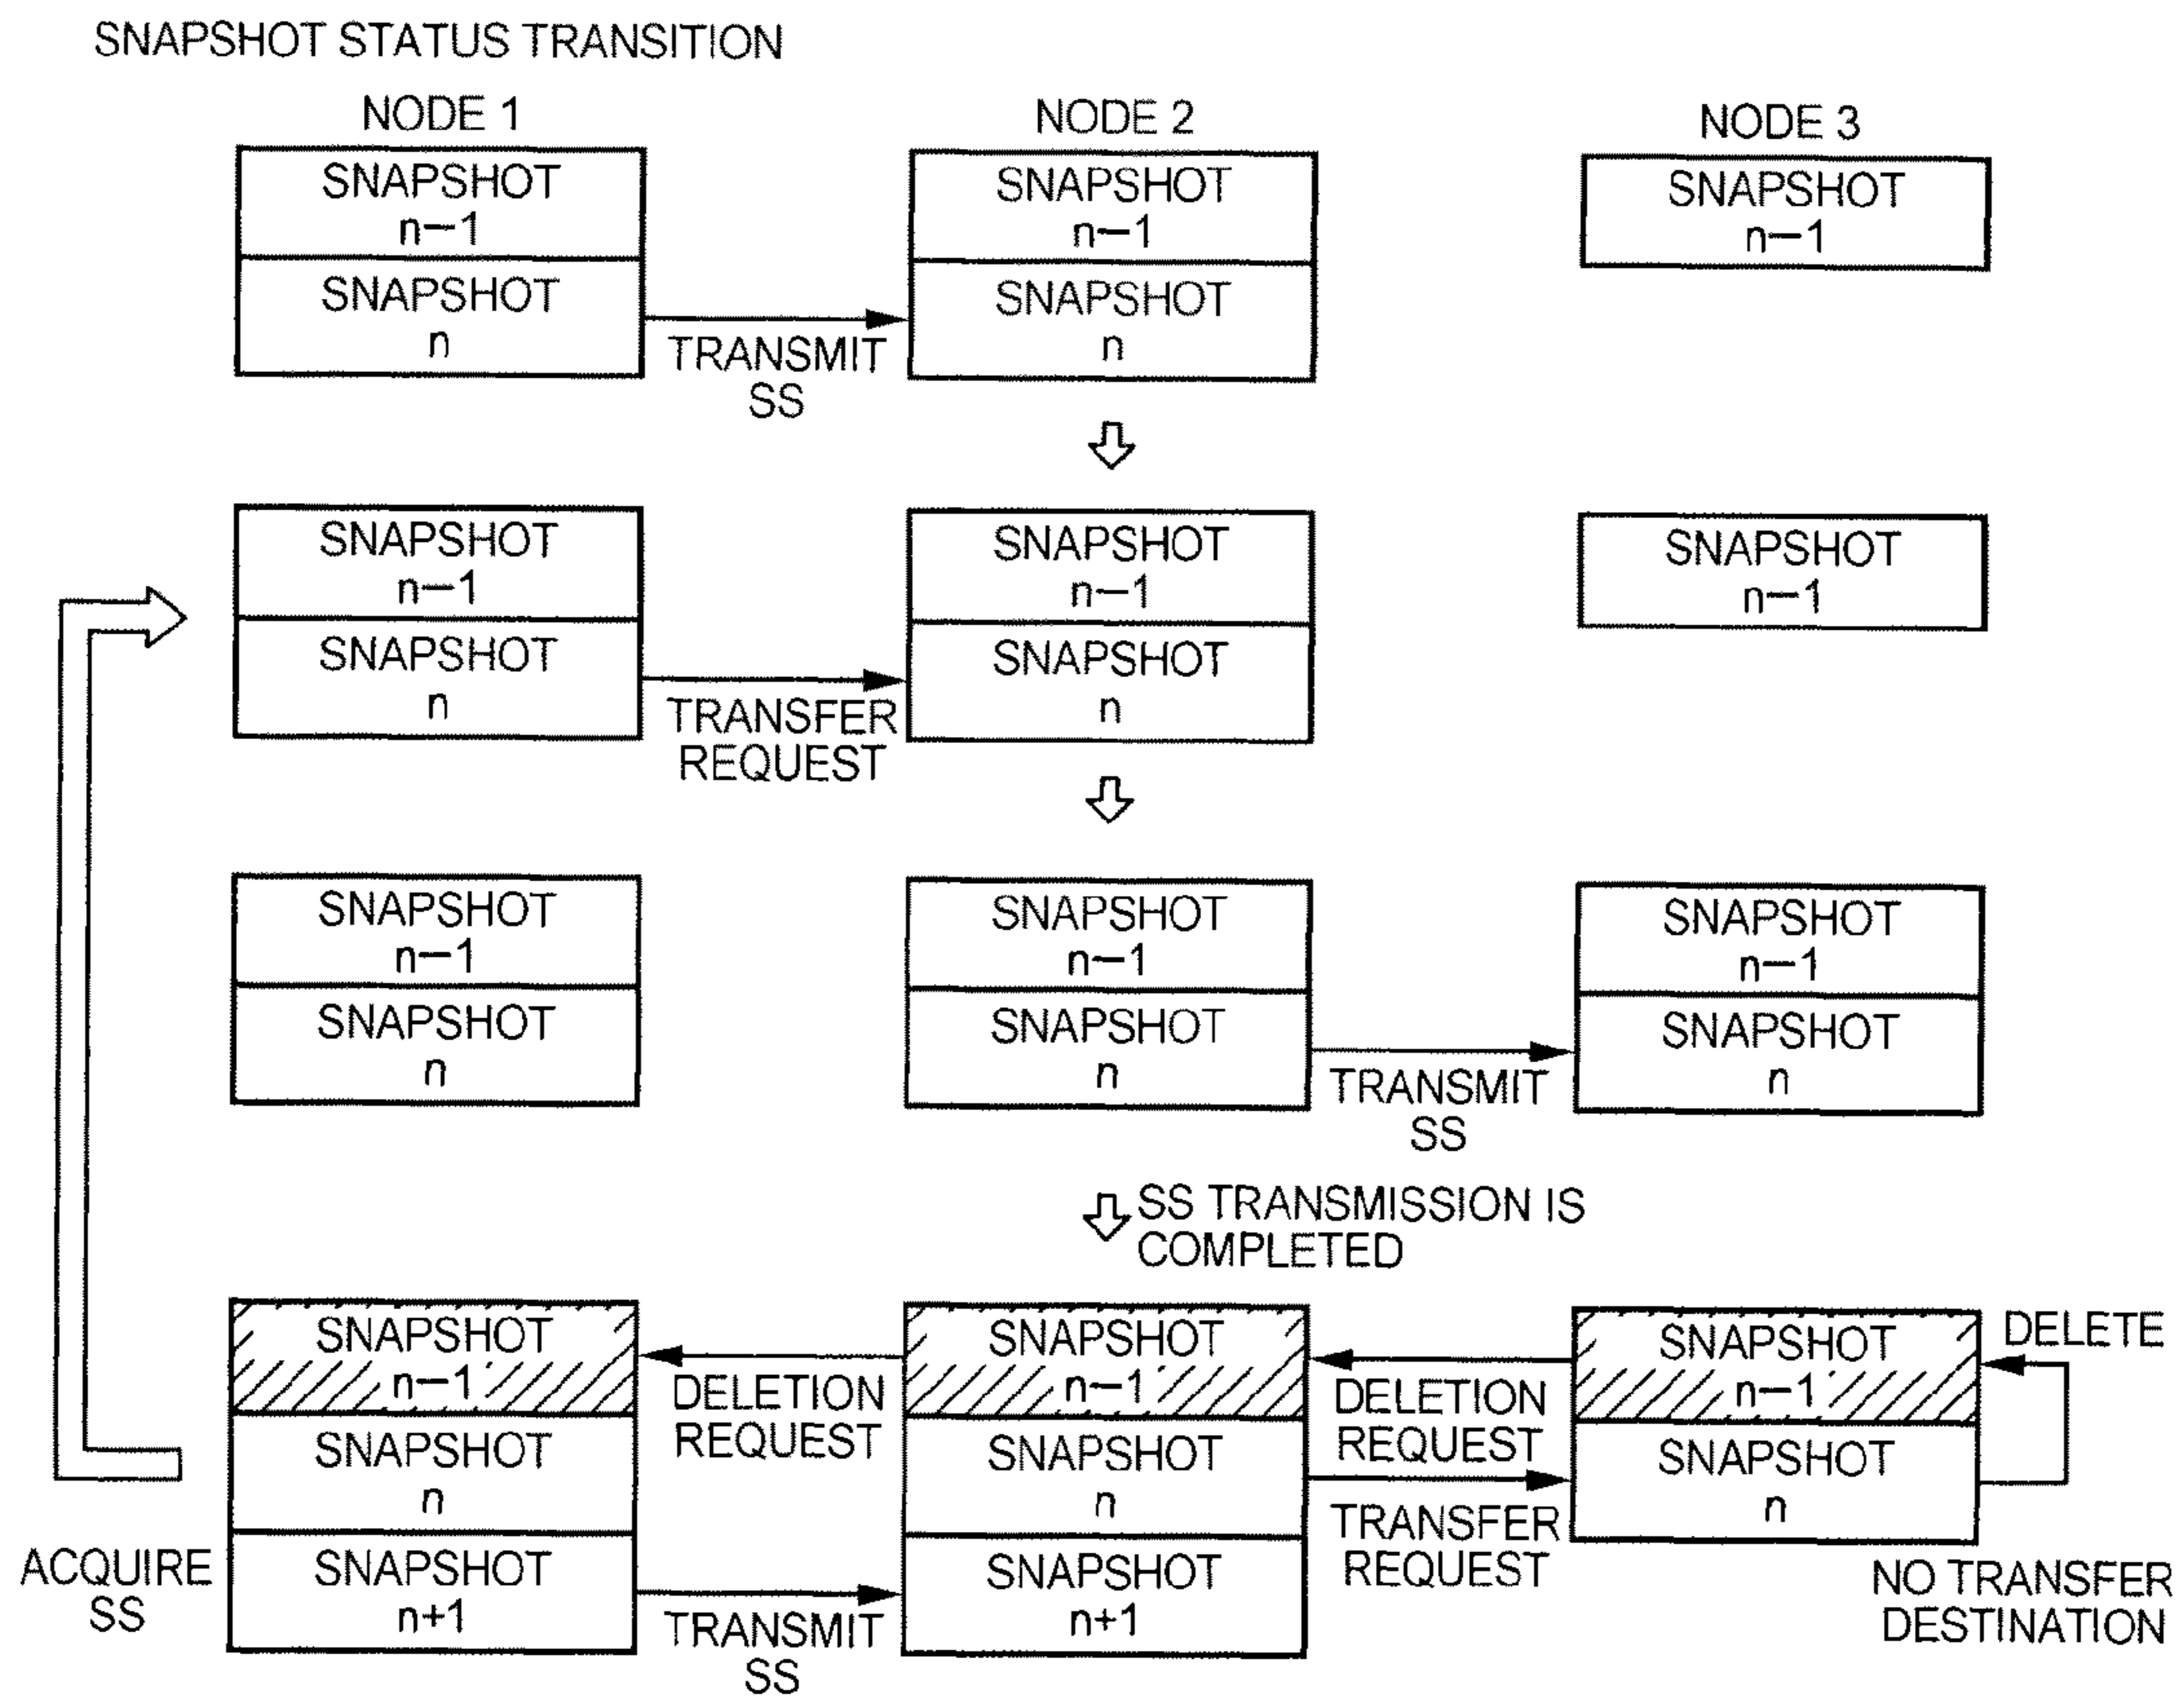 SNAPSHOT STATUS TRANSITION
NODE 1
NODE 2
NODE 3
SNAPSHOT
n−1
SNAPSHOT
n
TRANSMIT
SS
SNAPSHOT
n−1
SNAPSHOT
n
SNAPSHOT
n−1
SNAPSHOT
n−1
SNAPSHOT
n
TRANSFER
REQUEST
SNAPSHOT
n−1
SNAPSHOT
n
SNAPSHOT
n−1
SNAPSHOT
n−1
SNAPSHOT
n
SNAPSHOT
n−1
SNAPSHOT
n
TRANSMIT
SS
SNAPSHOT
n−1
SNAPSHOT
n
SS TRANSMISSION IS
COMPLETED
ACQUIRE
SS
SNAPSHOT
n−1
SNAPSHOT
n
SNAPSHOT
n+1
DELETION
REQUEST
TRANSMIT
SS
SNAPSHOT
n−1
SNAPSHOT
n
SNAPSHOT
n+1
DELETION
REQUEST
TRANSFER
REQUEST
SNAPSHOT
n−1
SNAPSHOT
n
DELETE
NO TRANSFER
DESTINATION